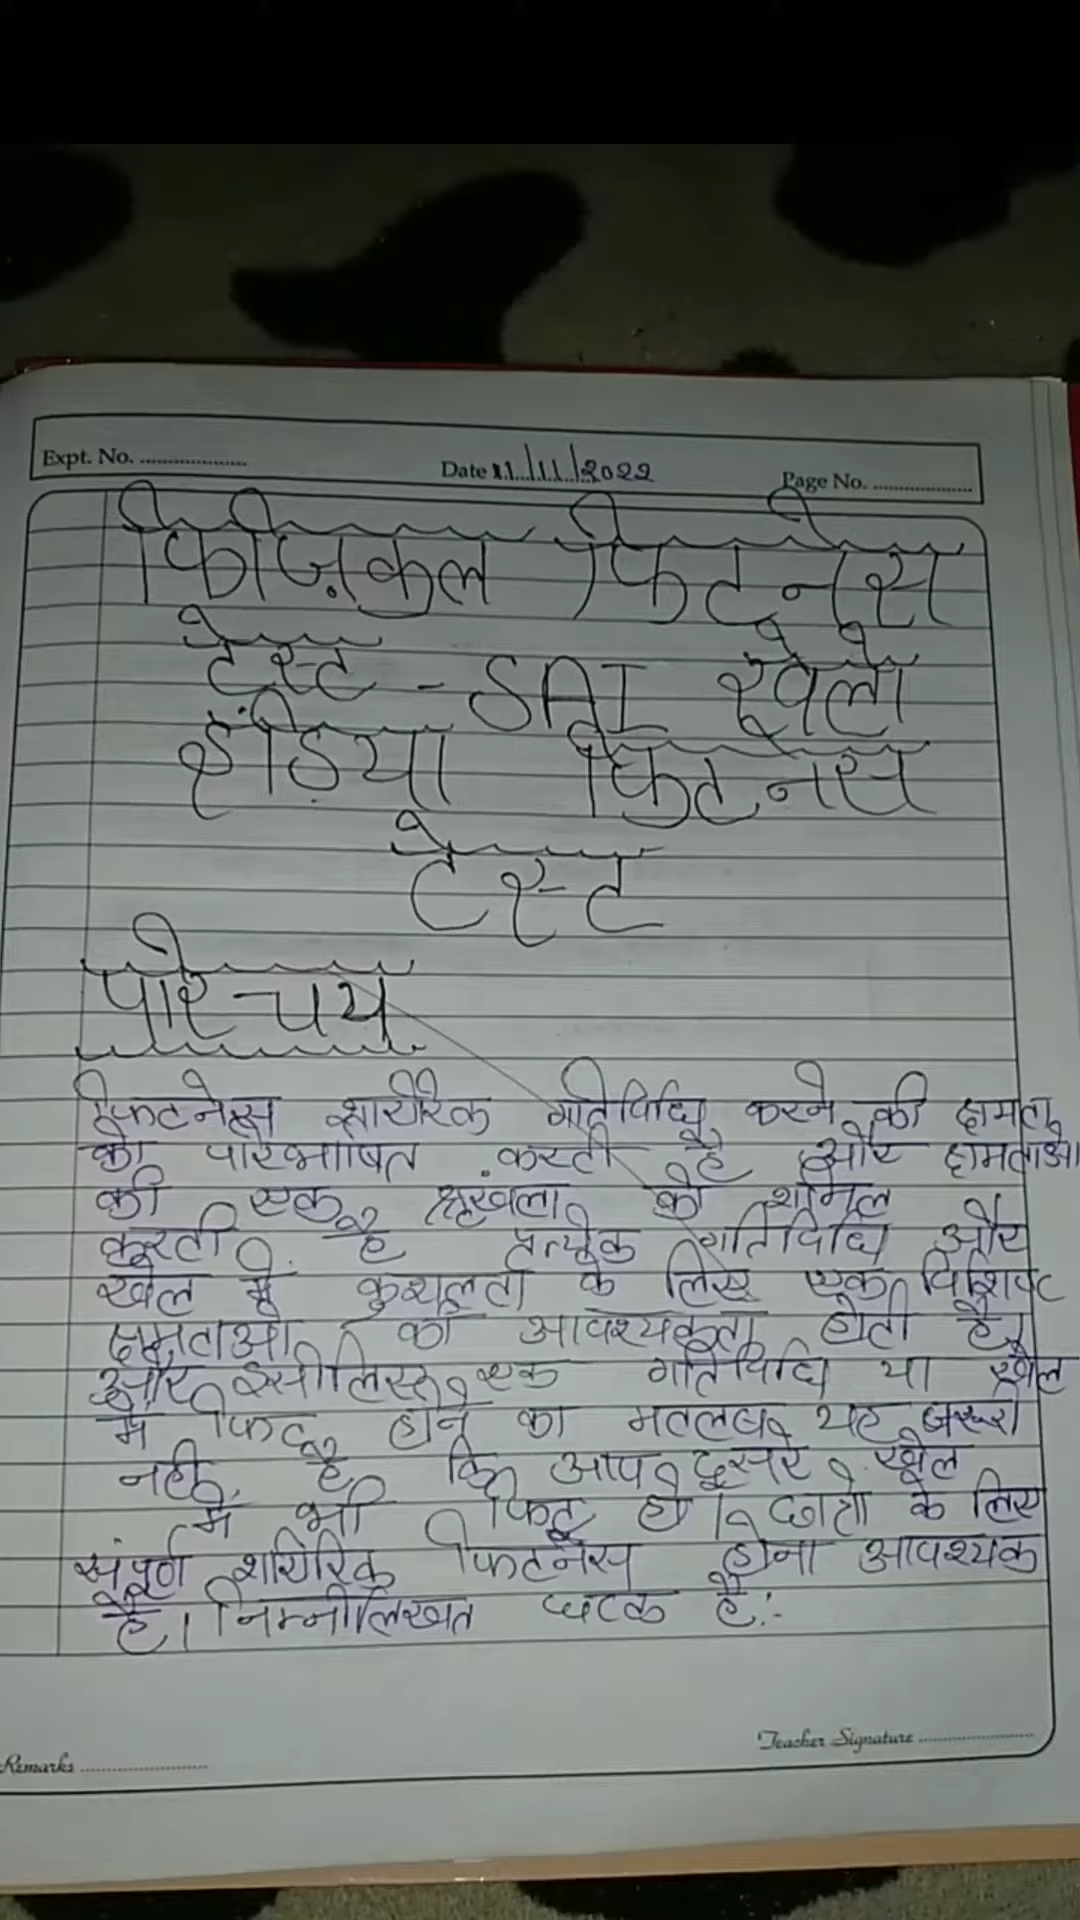 Expt. No. ....................
Date 11/11/2022
Page No. ...................
फिजिकल फिटनेस
टेस्ट - SAI खेलो
इंडिया फिटनेस
टेस्ट
परिचय
फिटनेस शारीरिक गतिविधि करने की क्षमता
को परिभाषित करती है और क्षमताओ
की एक श्रृखंला को शामिल
करती है प्रत्येक गतिविधि और
खेल मे कुशलता के लिए एक विशिष्ट
क्षमताओ की आवश्यकता होती है,
और इसीलिए एक गतिविधि या खेल
में फिट होने का मतलब यह जरूरी
नही है कि आप दूसरे खेल
में भी फिट हो। छात्रो के लिए
संपूर्ण शारिरिक फिटनेस होना आवश्यक
है। निम्नलिखित घटक है:-
Teacher Signature ....................
Remarks ....................